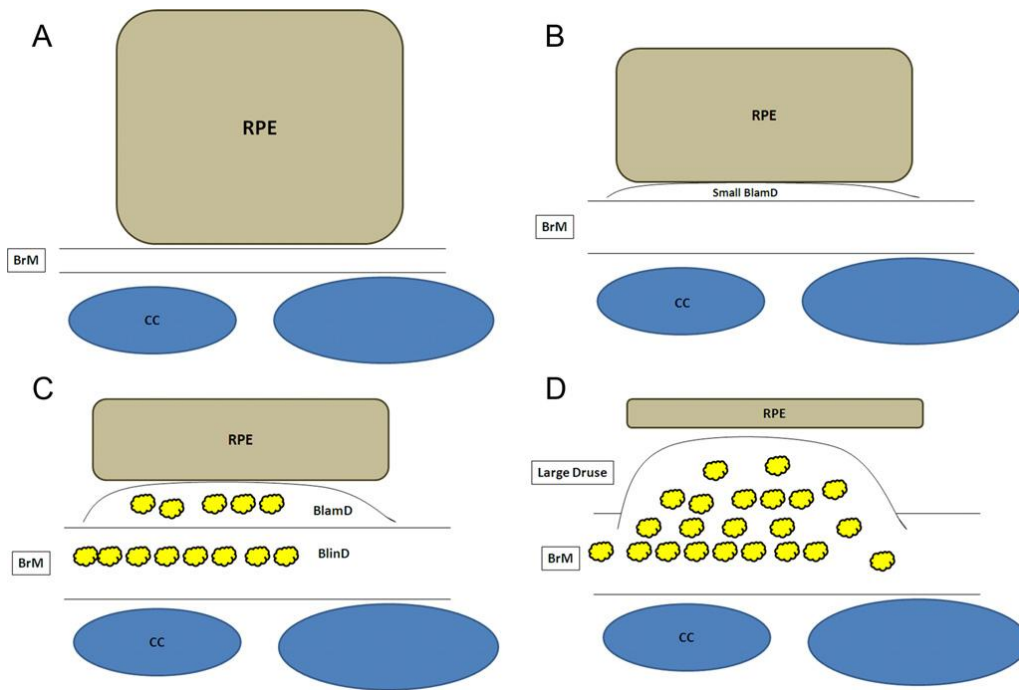 A
RPE
BrM
CC
B
RPE
Small BlamD
BrM
CC
C
RPE
BlamD
BrM
BlinD
CC
D
RPE
Large Druse
BrM
CC